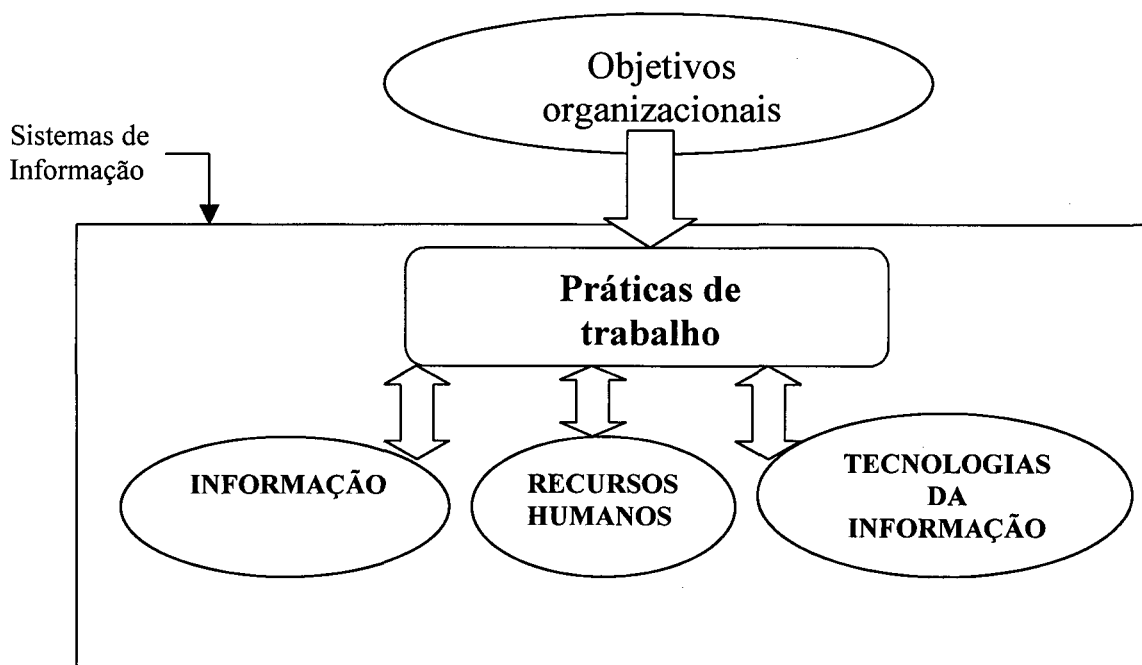 Objetivos
organizacionais
Sistemas de
Informação
Práticas de
trabalho
INFORMAÇÃO
RECURSOS
HUMANOS
TECNOLOGIAS
DA
INFORMAÇÃO